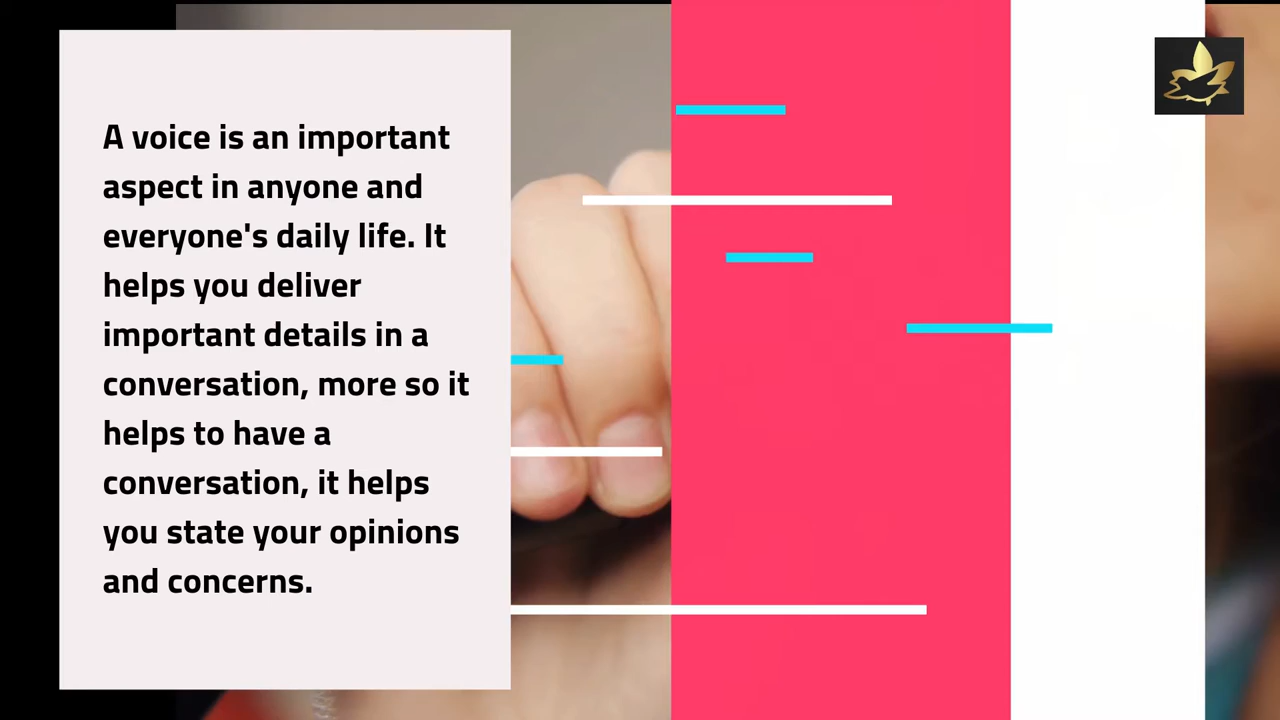 A voice is an important
aspect in anyone and
everyone's daily life. It
helps you deliver
important details in a
conversation, more so it
helps to have a
conversation, it helps
you state your opinions
and concerns.